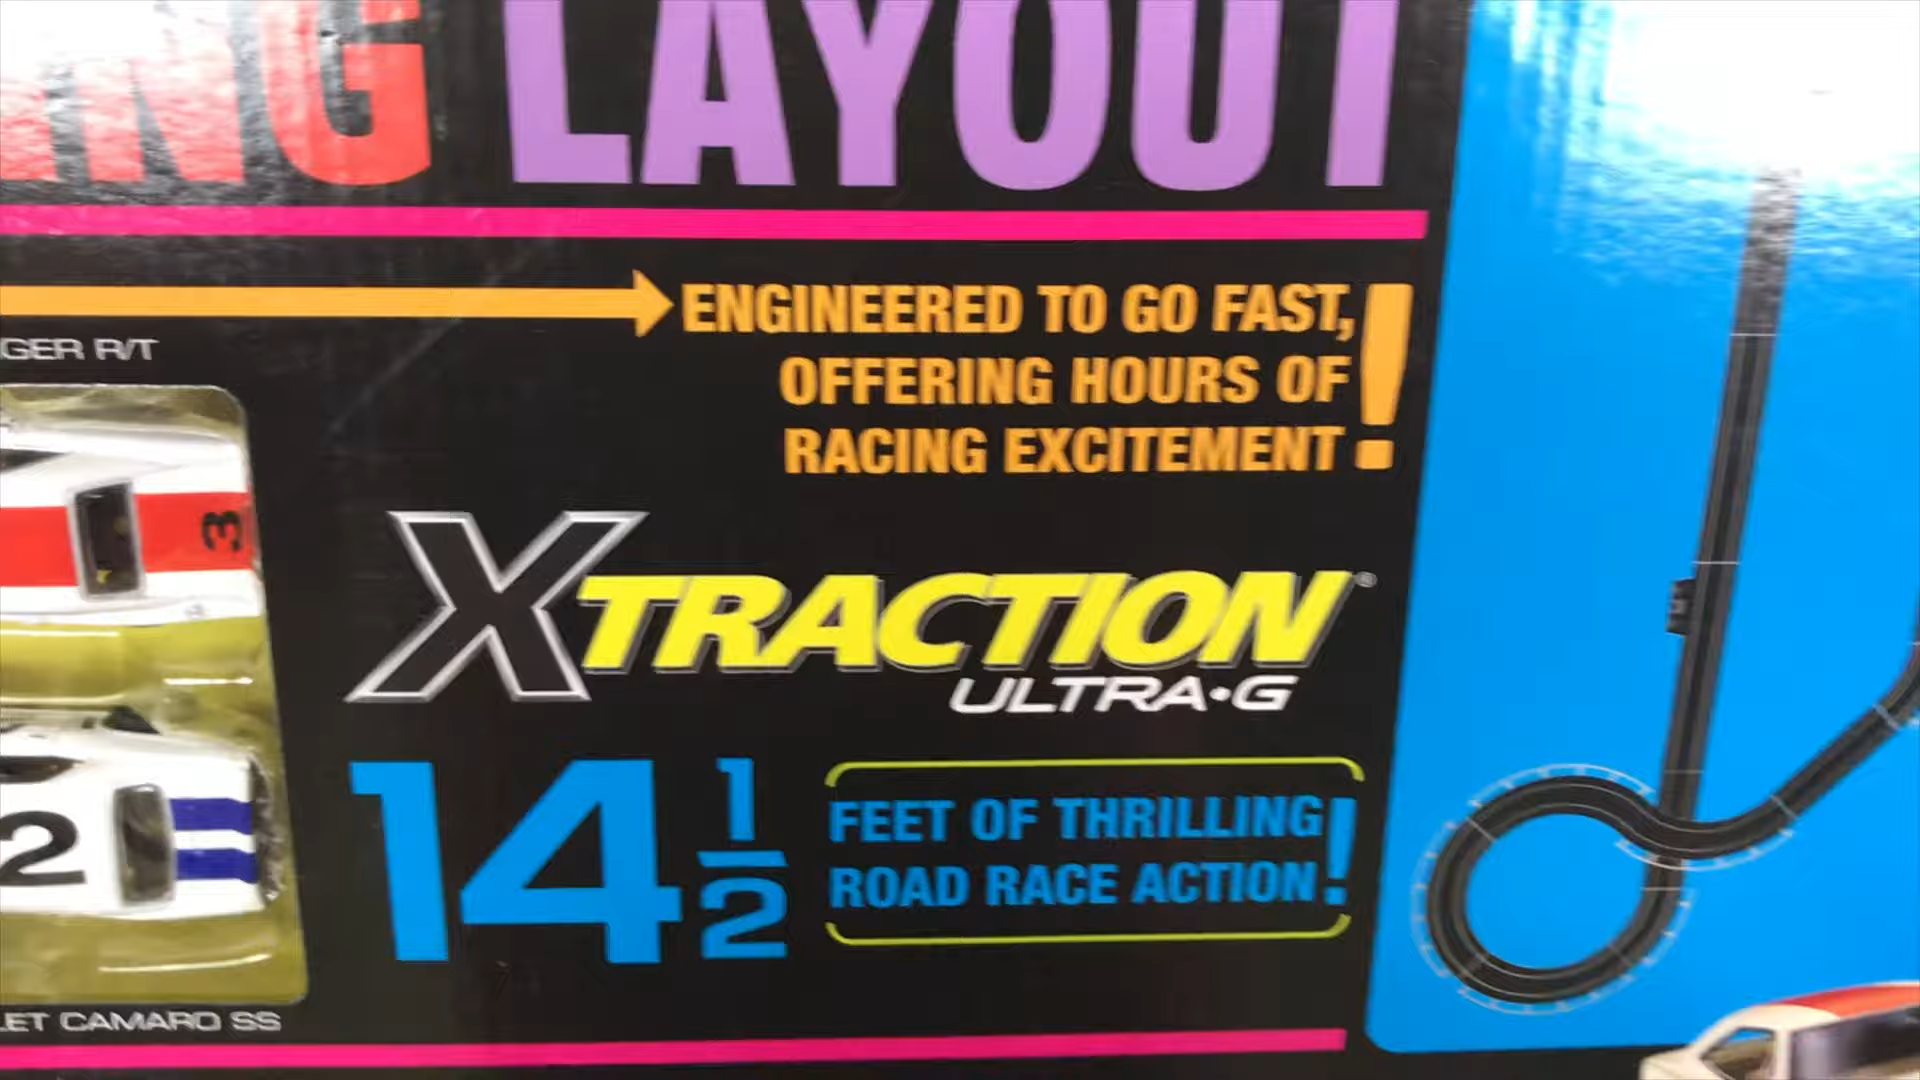 LAYOUT
ENGINEERED TO GO FAST,
OFFERING HOURS OF
RACING EXCITEMENT!
GER R/T
3
XTRACTION®
ULTRA•G
14 1/2
FEET OF THRILLING
ROAD RACE ACTION!
2
CAMARO SS